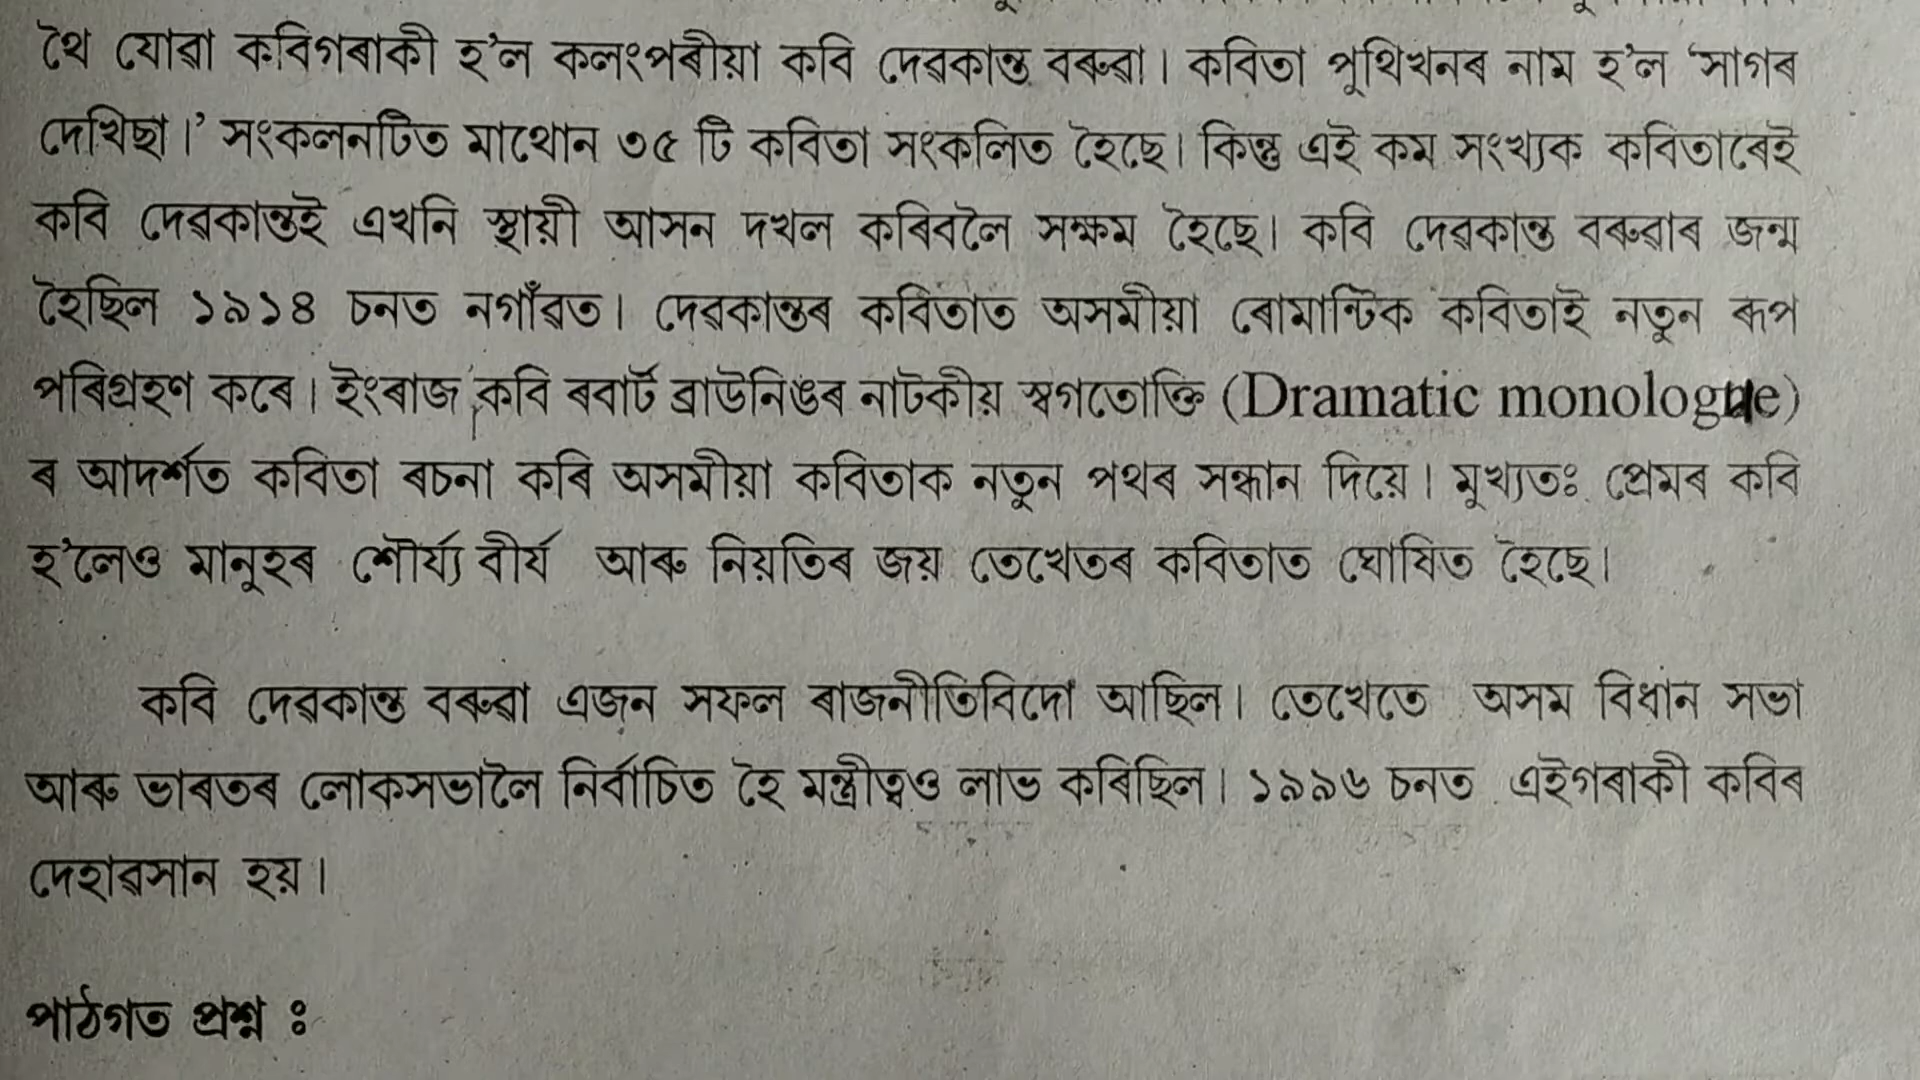 থৈ যোৱা কবিগৰাকী হ'ল কলংপৰীয়া কবি দেৱকান্ত বৰুৱা। কবিতা পুথিখনৰ নাম হ'ল 'সাগৰ
দেখিছা।' সংকলনটিত মাথোন ৩৫ টি কবিতা সংকলিত হৈছে। কিন্তু এই কম সংখ্যক কবিতাৰেই
কবি দেৱকান্তই এখনি স্থায়ী আসন দখল কৰিবলৈ সক্ষম হৈছে। কবি দেৱকান্ত বৰুৱাৰ জন্ম
হৈছিল ১৯১৪ চনত নগাঁৱত। দেৱকান্তৰ কবিতাত অসমীয়া ৰোমান্টিক কবিতাই নতুন ৰূপ
পৰিগ্ৰহণ কৰে। ইংৰাজ কবি ৰবাৰ্ট ব্ৰাউনিঙৰ নাটকীয় স্বগতোক্তি (Dramatic monologue)
ৰ আদৰ্শত কবিতা ৰচনা কৰি অসমীয়া কবিতাক নতুন পথৰ সন্ধান দিয়ে। মুখ্যতঃ প্ৰেমৰ কবি
হ'লেও মানুহৰ শৌৰ্য্য বীৰ্য আৰু নিয়তিৰ জয় তেখেতৰ কবিতাত ঘোষিত হৈছে।
কবি দেৱকান্ত বৰুৱা এজন সফল ৰাজনীতিবিদো আছিল। তেখেতে অসম বিধান সভা
আৰু ভাৰতৰ লোকসভালৈ নিৰ্বাচিত হৈ মন্ত্ৰীত্বও লাভ কৰিছিল। ১৯৯৬ চনত এইগৰাকী কবিৰ
দেহাৱসান হয়।
পাঠগত প্ৰশ্ন ঃ